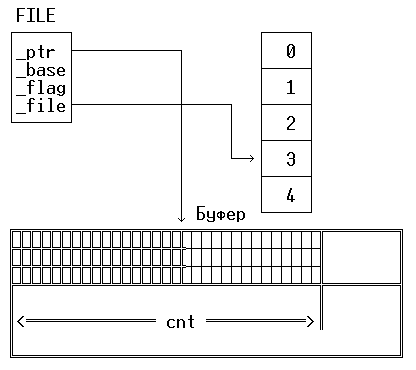 FILE
_ptr
_base
_flag
_file
0
1
2
3
4
Буфер
cnt